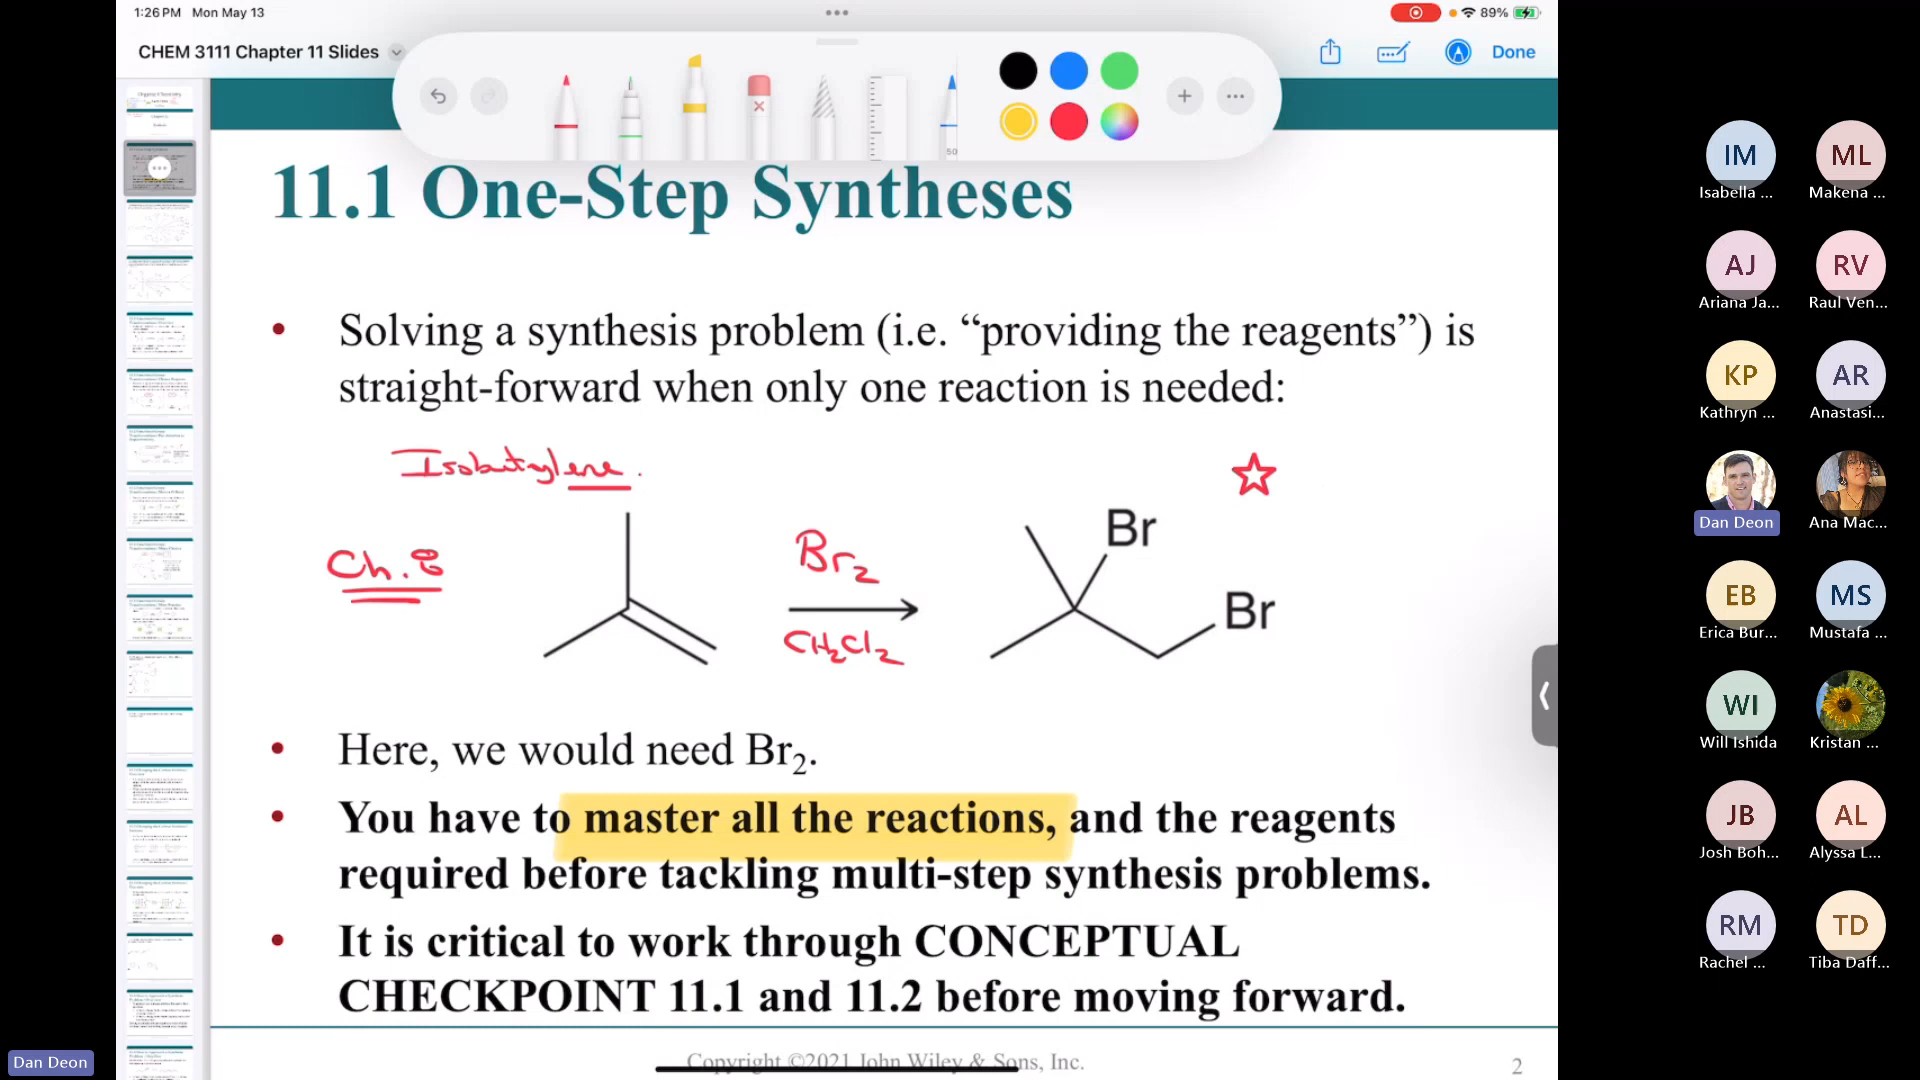 1:26 PM Mon May 13
89%
CHEM 3111 Chapter 11 Slides
Done
50
11.1 One-Step Syntheses
• Solving a synthesis problem (i.e. “providing the reagents”) is
straight-forward when only one reaction is needed:
Isobutylene.
Ch. 8
Br₂
CH₂Cl₂
Br
Br
• Here, we would need Br₂.
• You have to master all the reactions, and the reagents
required before tackling multi-step synthesis problems.
• It is critical to work through CONCEPTUAL
CHECKPOINT 11.1 and 11.2 before moving forward.
Copyright ©2021 John Wiley & Sons, Inc.
2
Dan Deon
IM
Isabella ...
ML
Makena ...
AJ
Ariana Ja...
RV
Raul Ven...
KP
Kathryn ...
AR
Anastasi...
Dan Deon
Ana Mac...
EB
Erica Bur...
MS
Mustafa ...
WI
Will Ishida
Kristan ...
JB
Josh Boh...
AL
Alyssa L...
RM
Rachel ...
TD
Tiba Daff...